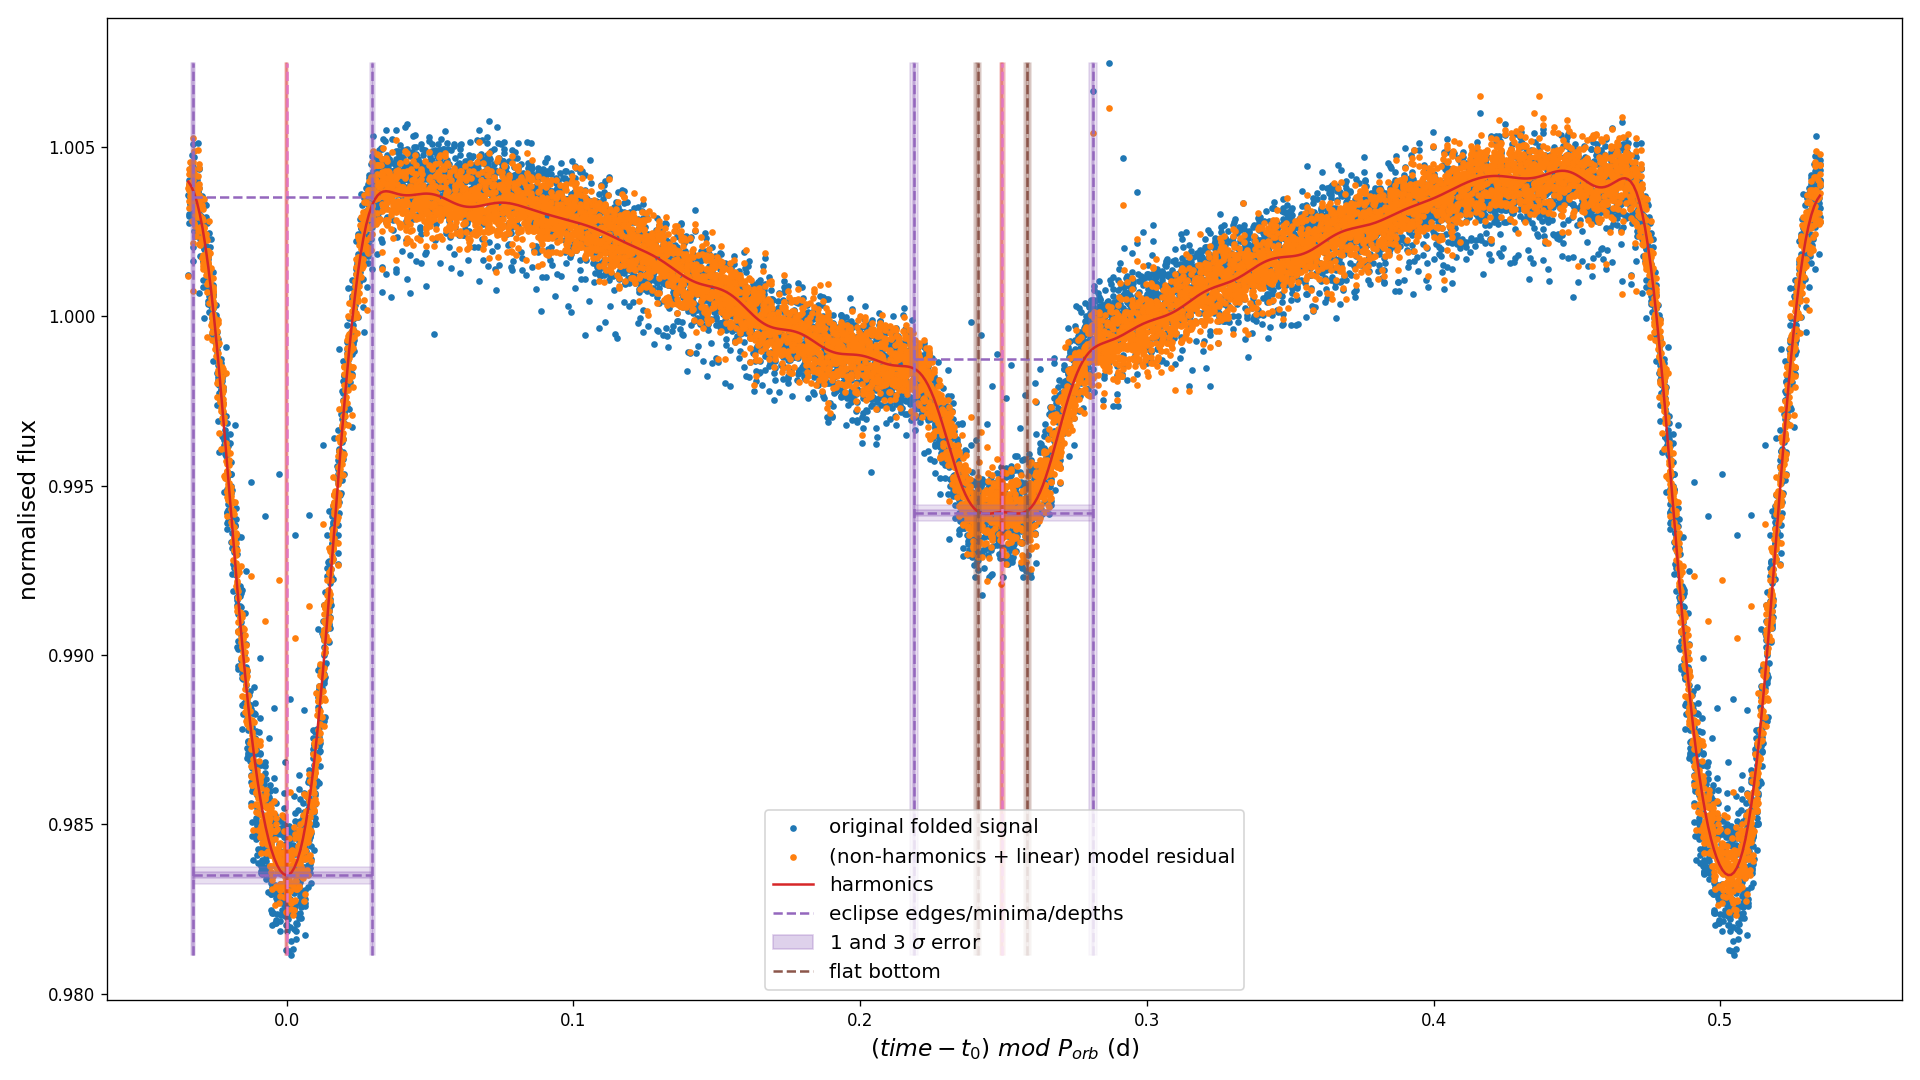 normalised flux
1.005
1.000
0.995
0.990
0.985
0.980
original folded signal
(non-harmonics + linear) model residual
harmonics
eclipse edges/minima/depths
1 and 3 σ error
flat bottom
0.0 0.1 0.2 0.3 0.4 0.5
(time − t₀) mod Pₒᵣb (d)